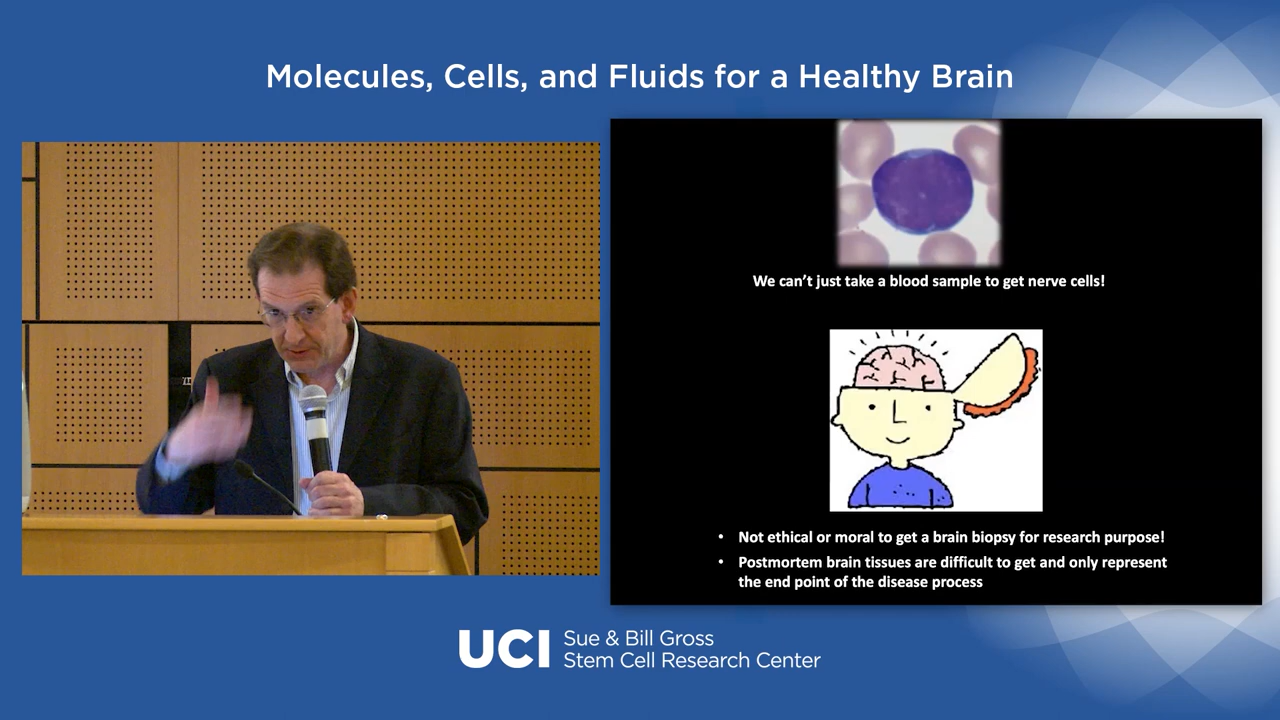 Molecules, Cells, and Fluids for a Healthy Brain
We can’t just take a blood sample to get nerve cells!
• Not ethical or moral to get a brain biopsy for research purpose!
• Postmortem brain tissues are difficult to get and only represent
the end point of the disease process
UCI Sue & Bill Gross
Stem Cell Research Center